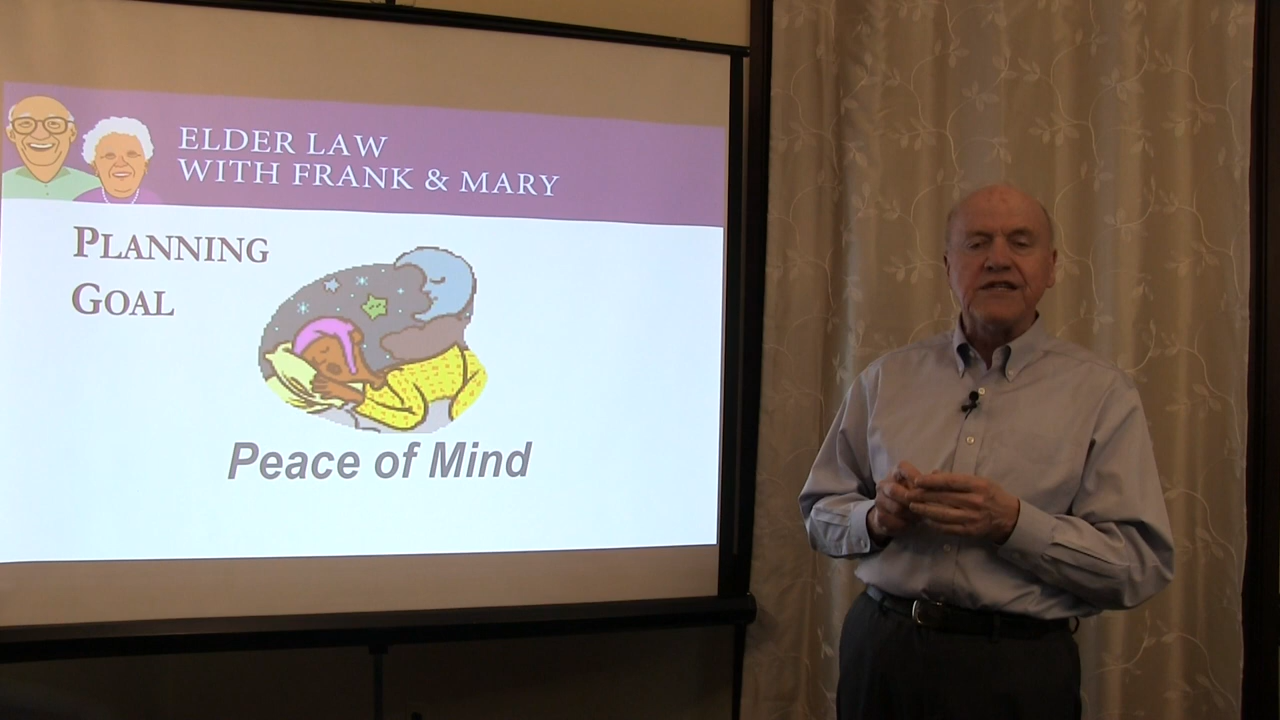 ELDER LAW
WITH FRANK & MARY
PLANNING
GOAL
Peace of Mind